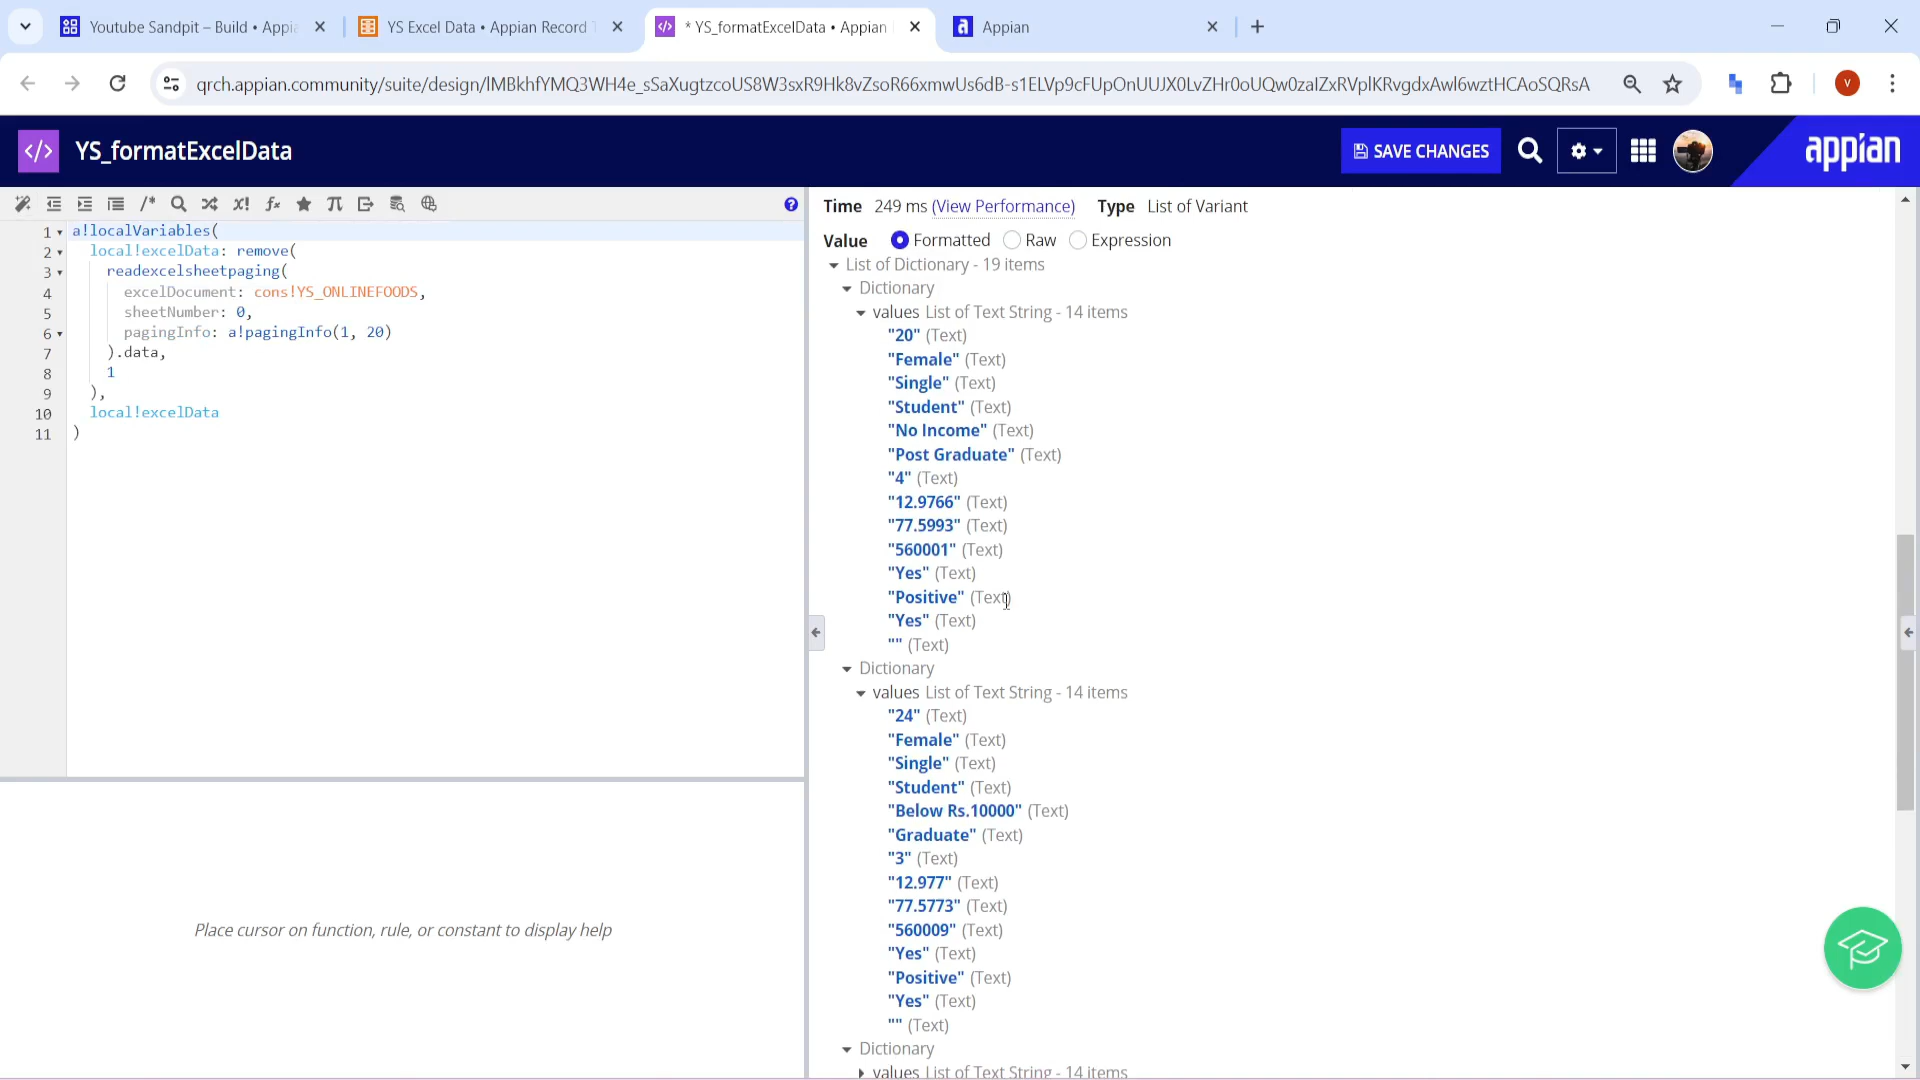 Youtube Sandpit – Build • Appia
YS Excel Data • Appian Record T
* YS_formatExcelData • Appian
a Appian
qrch.appian.community/suite/design/lMBkhfYMQ3WH4e_sSaXugtzcoUS8W3sxR9Hk8vZsoR66xmwUs6dB-s1ELVp9cFUpOnUUJX0LvZHr0oUQw0zaIZxRVplKRvgdxAwl6wztHCAoSQRsA
V
YS_formatExcelData
SAVE CHANGES
appian
1 a!localVariables(
2 local!excelData: remove(
3 readexcelsheetpaging(
4 excelDocument: cons!YS_ONLINEFOODS,
5 sheetNumber: 0,
6 pagingInfo: a!pagingInfo(1, 20)
7 ).data,
8 1
9 ),
10 local!excelData
11 )
Place cursor on function, rule, or constant to display help
Time 249 ms (View Performance) Type List of Variant
Value Formatted Raw Expression
List of Dictionary - 19 items
Dictionary
values List of Text String - 14 items
"20" (Text)
"Female" (Text)
"Single" (Text)
"Student" (Text)
"No Income" (Text)
"Post Graduate" (Text)
"4" (Text)
"12.9766" (Text)
"77.5993" (Text)
"560001" (Text)
"Yes" (Text)
"Positive" (Text)
"Yes" (Text)
"" (Text)
Dictionary
values List of Text String - 14 items
"24" (Text)
"Female" (Text)
"Single" (Text)
"Student" (Text)
"Below Rs.10000" (Text)
"Graduate" (Text)
"3" (Text)
"12.977" (Text)
"77.5773" (Text)
"560009" (Text)
"Yes" (Text)
"Positive" (Text)
"Yes" (Text)
"" (Text)
Dictionary
values List of Text String - 14 items